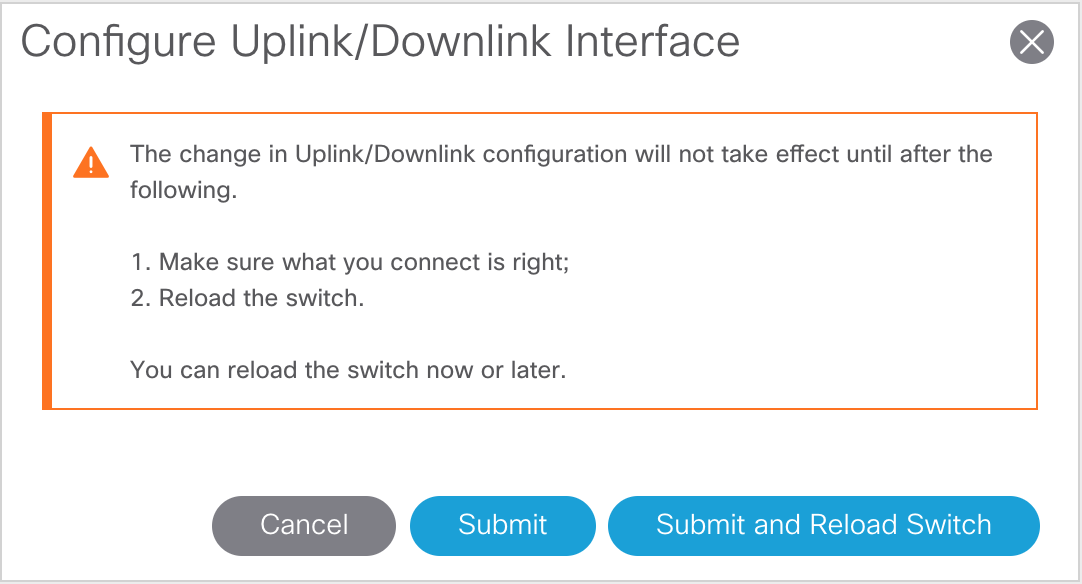 Configure Uplink/Downlink Interface
The change in Uplink/Downlink configuration will not take effect until after the
following.
1. Make sure what you connect is right;
2. Reload the switch.
You can reload the switch now or later.
Cancel
Submit
Submit and Reload Switch